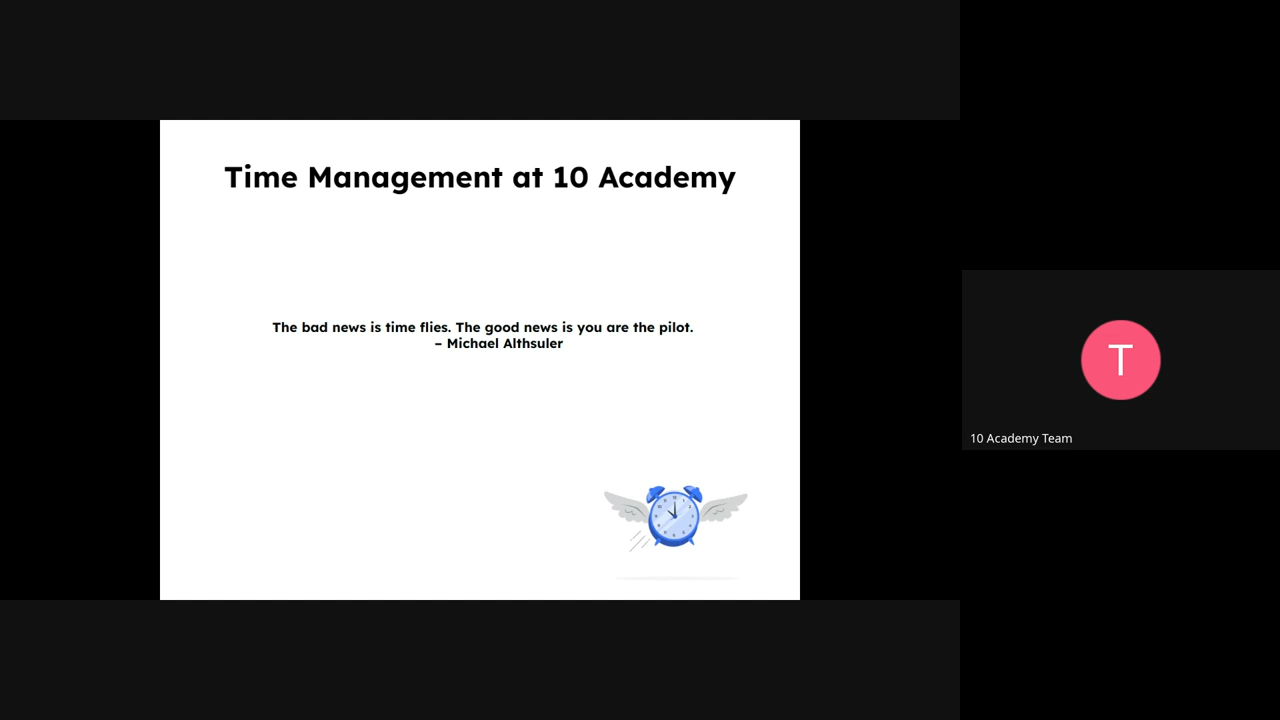 Time Management at 10 Academy
The bad news is time flies. The good news is you are the pilot.
– Michael Althsuler
T
10 Academy Team